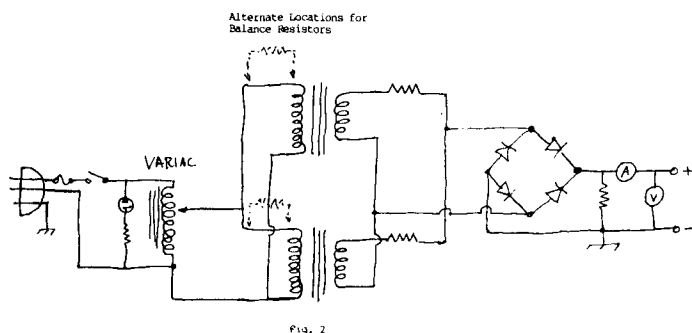 Alternate Locations for
Balance Resistors
VARIAC
A
+
V
-
Fig. 2